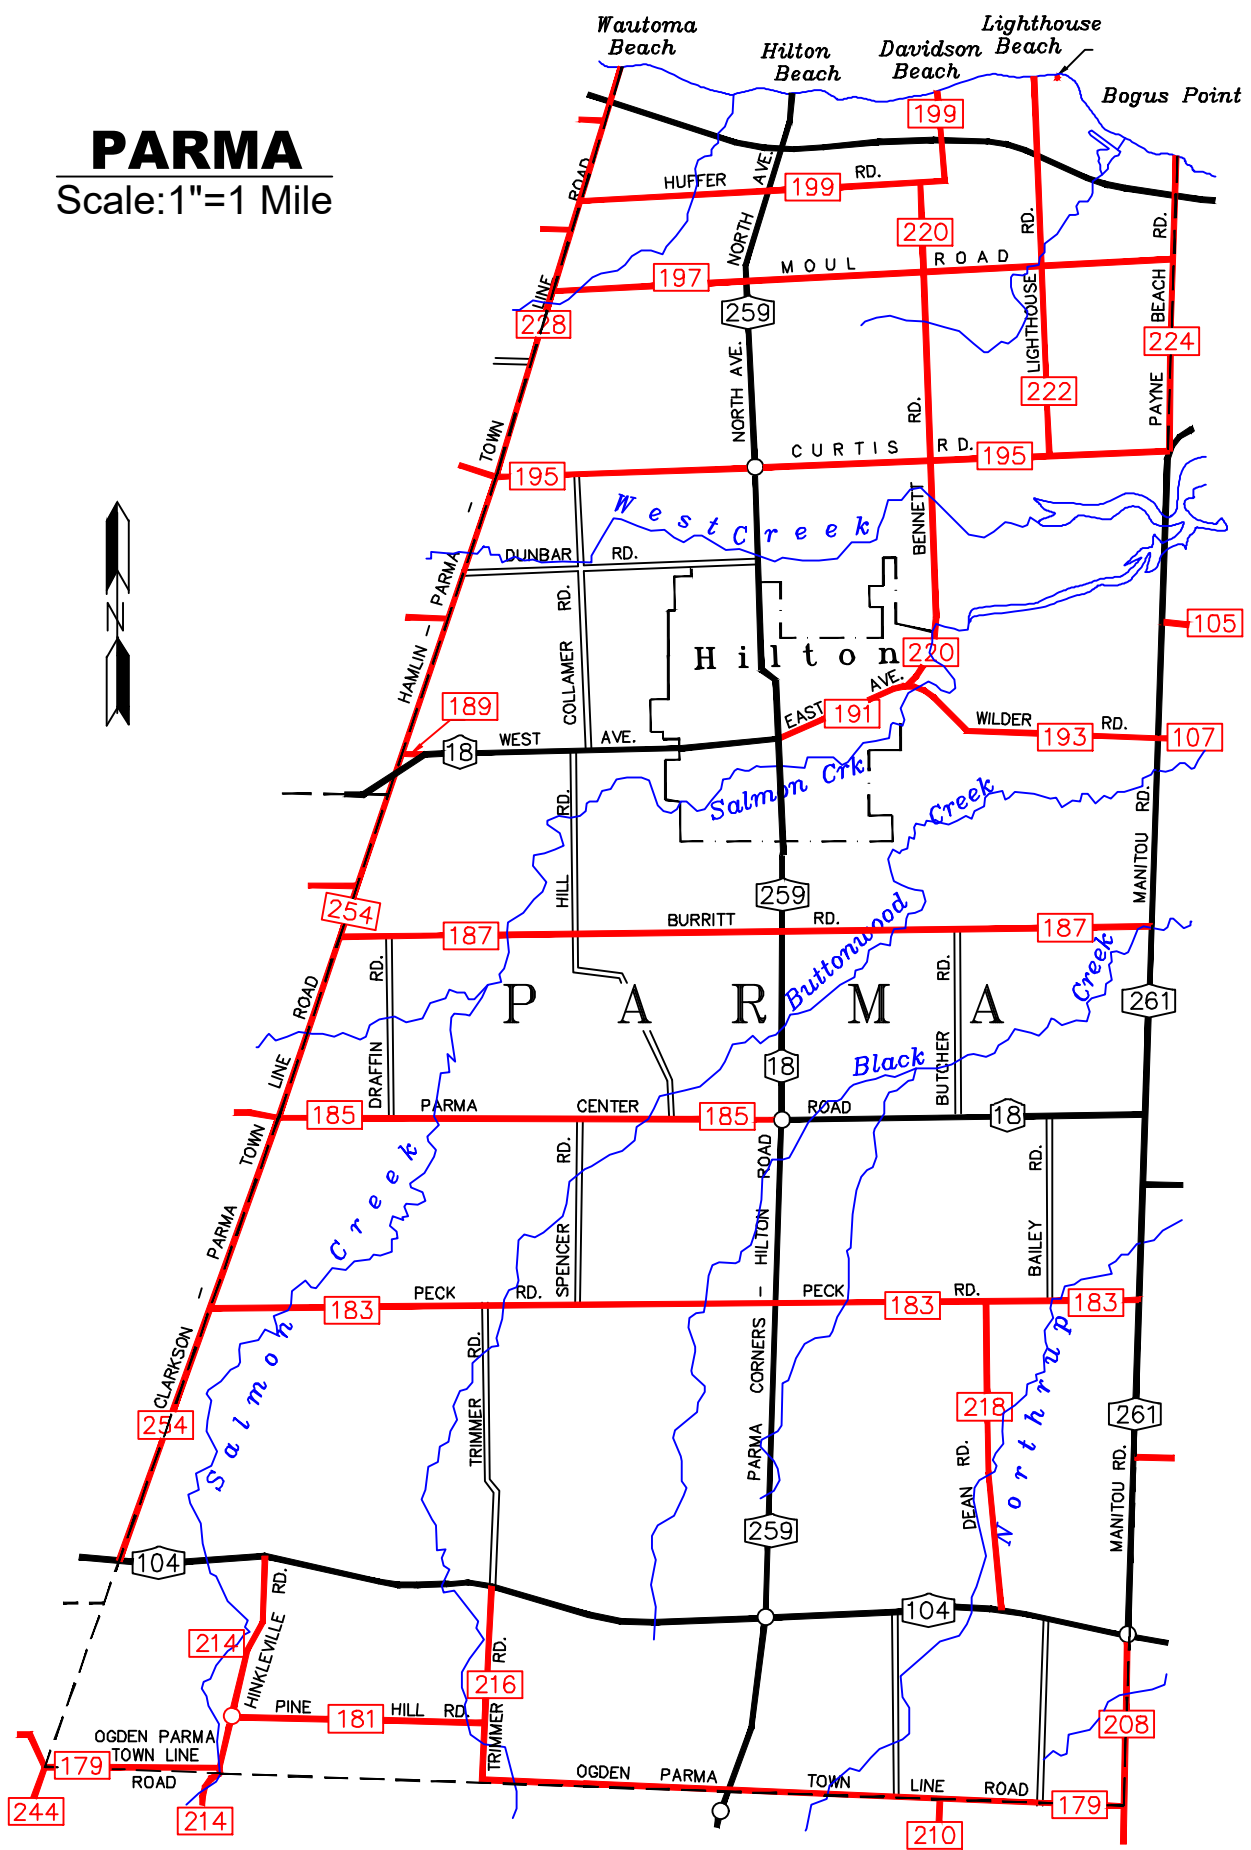 Wautoma
Beach
Hilton
Beach
Davidson
Beach
Lighthouse
Beach
Bogus Point
PARMA
Scale:1"=1 Mile
199
HUFFER
199
RD.
220
NORTH
AVE.
197
MOUL ROAD
259
228
224
222
LIGHTHOUSE
RD.
PAYNE
BEACH
RD.
NORTH AVE.
195
CURTIS RD.
195
BENNETT
RD.
West Creek
DUNBAR RD.
COLLAMER
RD.
N
HAMLIN – PARMA – TOWN LINE ROAD
Hilton
220
105
189
18
WEST AVE.
EAST
191
AVE.
WILDER
193
RD.
107
Salmon Crk.
Creek
HILL
RD.
MANITOU
RD.
254
259
187
BURRITT RD.
187
Buttonwood
Creek
PARMA
261
DRAFFIN
RD.
18
Black
BUTCHER
RD.
185
PARMA CENTER
185
ROAD
18
CLARKSON – PARMA TOWN LINE ROAD
Creek
SPENCER
RD.
BAILEY
RD.
183
PECK RD.
PECK
183
RD.
183
PARMA CORNERS – HILTON ROAD
Salmon
TRIMMER
RD.
218
Northrup
DEAN
RD.
261
254
MANITOU RD.
259
104
104
HINKLEVILLE
RD.
214
216
TRIMMER
RD.
PINE
181
HILL RD.
208
OGDEN PARMA
TOWN LINE
179
ROAD
OGDEN PARMA TOWN LINE ROAD
179
244
214
210